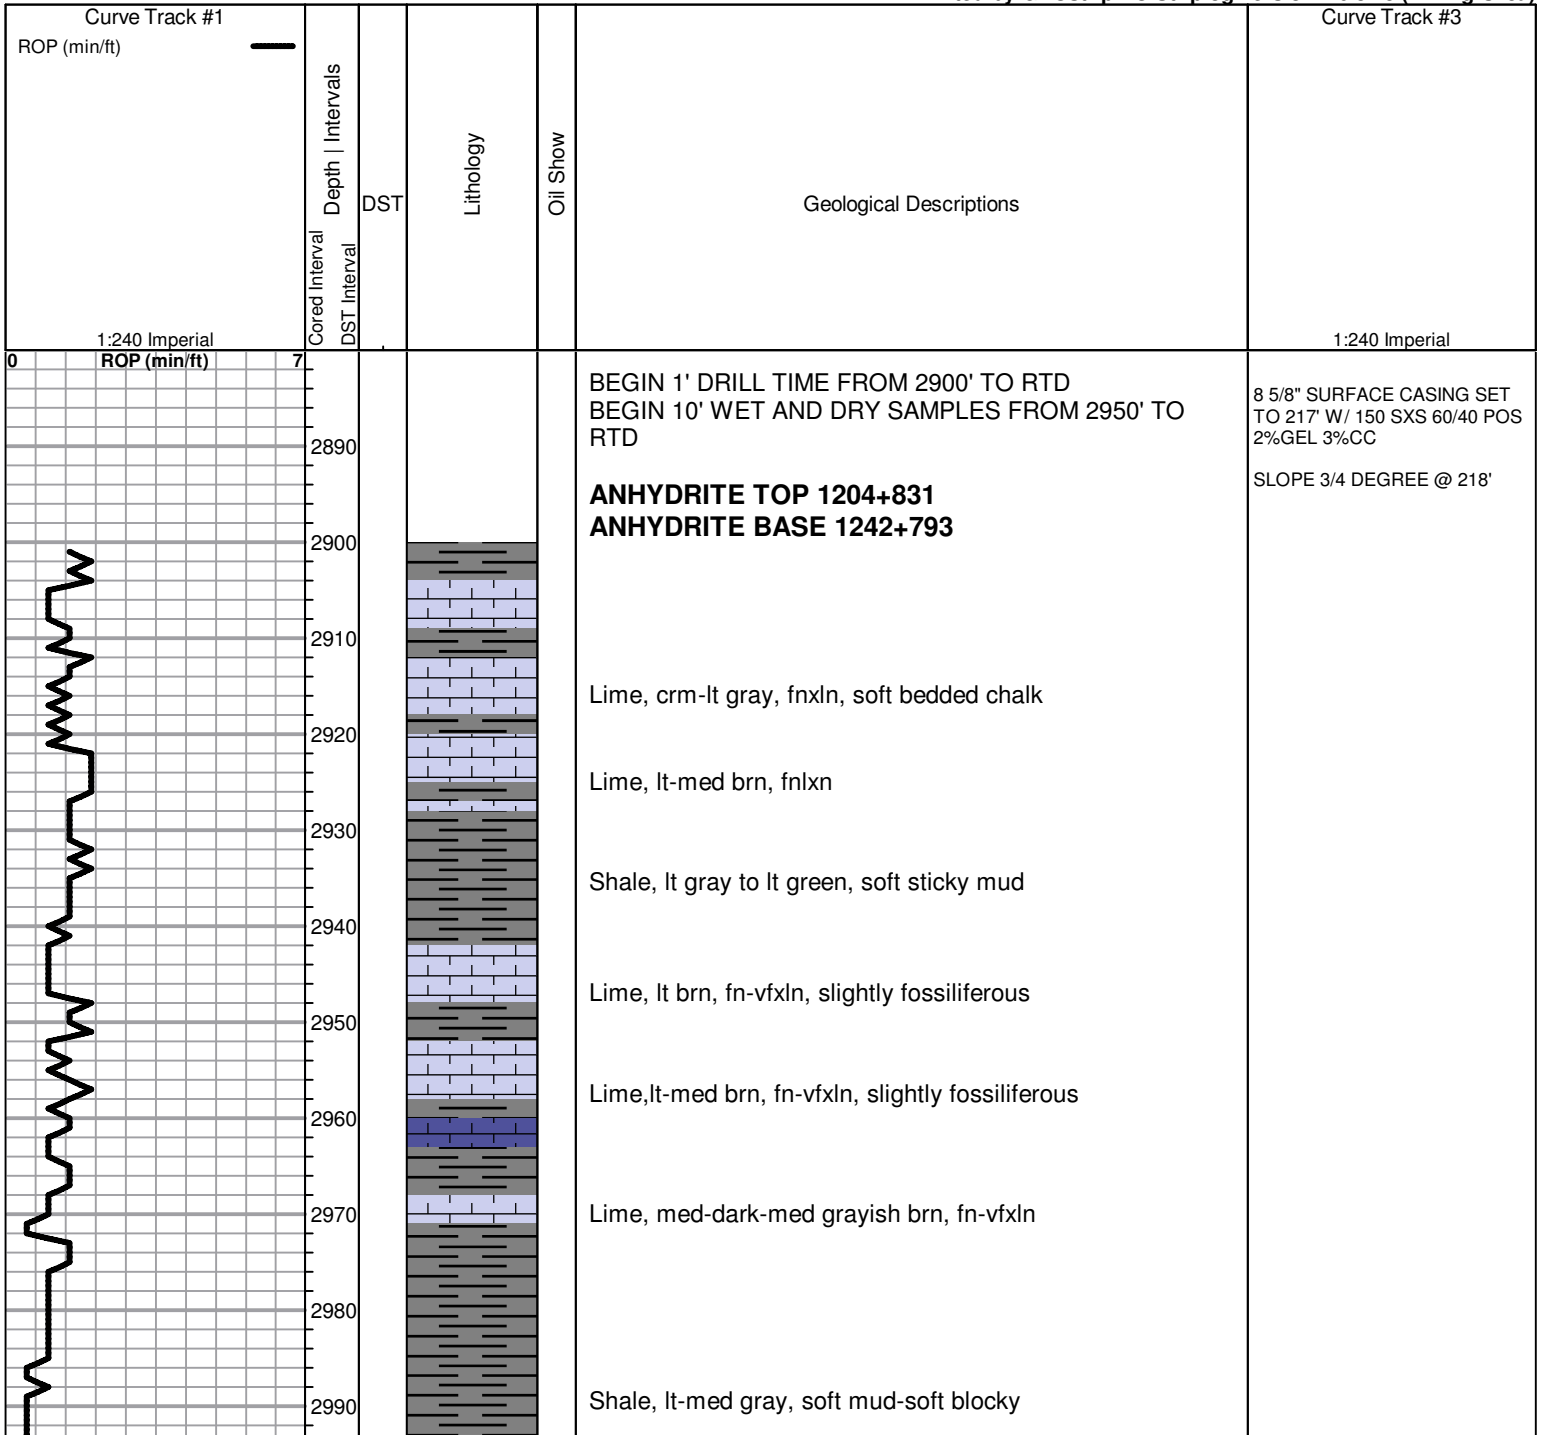 Curve Track #1
ROP (min/ft)
1:240 Imperial
Depth | Intervals
Cored Interval
DST Interval
DST
Lithology
Oil Show
Geological Descriptions
Curve Track #3
1:240 Imperial
0 ROP (min/ft) 7
BEGIN 1' DRILL TIME FROM 2900' TO RTD
BEGIN 10' WET AND DRY SAMPLES FROM 2950' TO
RTD
8 5/8" SURFACE CASING SET
TO 217' W/ 150 SXS 60/40 POS
2%GEL 3%CC
SLOPE 3/4 DEGREE @ 218'
2890
ANHYDRITE TOP 1204+831
ANHYDRITE BASE 1242+793
2900
2910
Lime, crm-lt gray, fnxln, soft bedded chalk
2920
Lime, lt-med brn, fnlxn
2930
Shale, lt gray to lt green, soft sticky mud
2940
Lime, lt brn, fn-vfxln, slightly fossiliferous
2950
Lime,lt-med brn, fn-vfxln, slightly fossiliferous
2960
2970
Lime, med-dark-med grayish brn, fn-vfxln
2980
2990
Shale, lt-med gray, soft mud-soft blocky